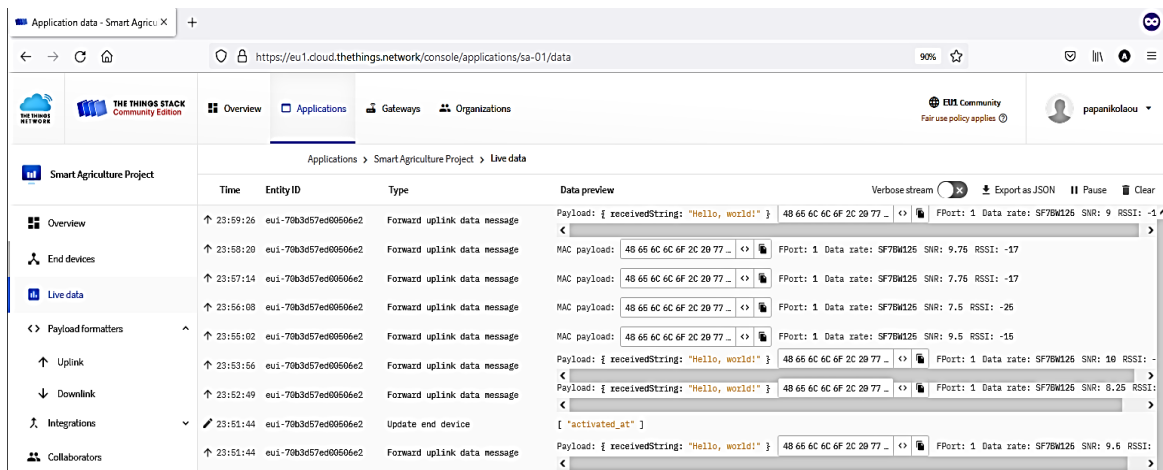 Application data - Smart Agricu ×
+
https://eu1.cloud.thethings.network/console/applications/sa-01/data
90%
THE THINGS NETWORK
THE THINGS STACK
Community Edition
Overview
Applications
Gateways
Organizations
EU1 Community
Fair use policy applies
papanikolaou
Smart Agriculture Project
Applications > Smart Agriculture Project > Live data
Time Entity ID Type Data preview Verbose stream Export as JSON Pause Clear
Overview
End devices
Live data
<> Payload formatters
Uplink
Downlink
Integrations
Collaborators
↑ 23:59:26 eui-70b3d57ed00506e2 Forward uplink data message Payload: { receivedString: "Hello, world!" } 48 65 6C 6C 6F 2C 20 77 … <> FPort: 1 Data rate: SF7BW125 SNR: 9 RSSI: -1
↑ 23:58:20 eui-70b3d57ed00506e2 Forward uplink data message MAC payload: 48 65 6C 6C 6F 2C 20 77 … <> FPort: 1 Data rate: SF7BW125 SNR: 9.75 RSSI: -17
↑ 23:57:14 eui-70b3d57ed00506e2 Forward uplink data message MAC payload: 48 65 6C 6C 6F 2C 20 77 … <> FPort: 1 Data rate: SF7BW125 SNR: 7.75 RSSI: -17
↑ 23:56:08 eui-70b3d57ed00506e2 Forward uplink data message MAC payload: 48 65 6C 6C 6F 2C 20 77 … <> FPort: 1 Data rate: SF7BW125 SNR: 7.5 RSSI: -25
↑ 23:55:02 eui-70b3d57ed00506e2 Forward uplink data message MAC payload: 48 65 6C 6C 6F 2C 20 77 … <> FPort: 1 Data rate: SF7BW125 SNR: 9.5 RSSI: -15
↑ 23:53:56 eui-70b3d57ed00506e2 Forward uplink data message Payload: { receivedString: "Hello, world!" } 48 65 6C 6C 6F 2C 20 77 … <> FPort: 1 Data rate: SF7BW125 SNR: 10 RSSI: -
↑ 23:52:49 eui-70b3d57ed00506e2 Forward uplink data message Payload: { receivedString: "Hello, world!" } 48 65 6C 6C 6F 2C 20 77 … <> FPort: 1 Data rate: SF7BW125 SNR: 8.25 RSSI:
23:51:44 eui-70b3d57ed00506e2 Update end device [ "activated_at" ]
↑ 23:51:44 eui-70b3d57ed00506e2 Forward uplink data message Payload: { receivedString: "Hello, world!" } 48 65 6C 6C 6F 2C 20 77 … <> FPort: 1 Data rate: SF7BW125 SNR: 9.5 RSSI: